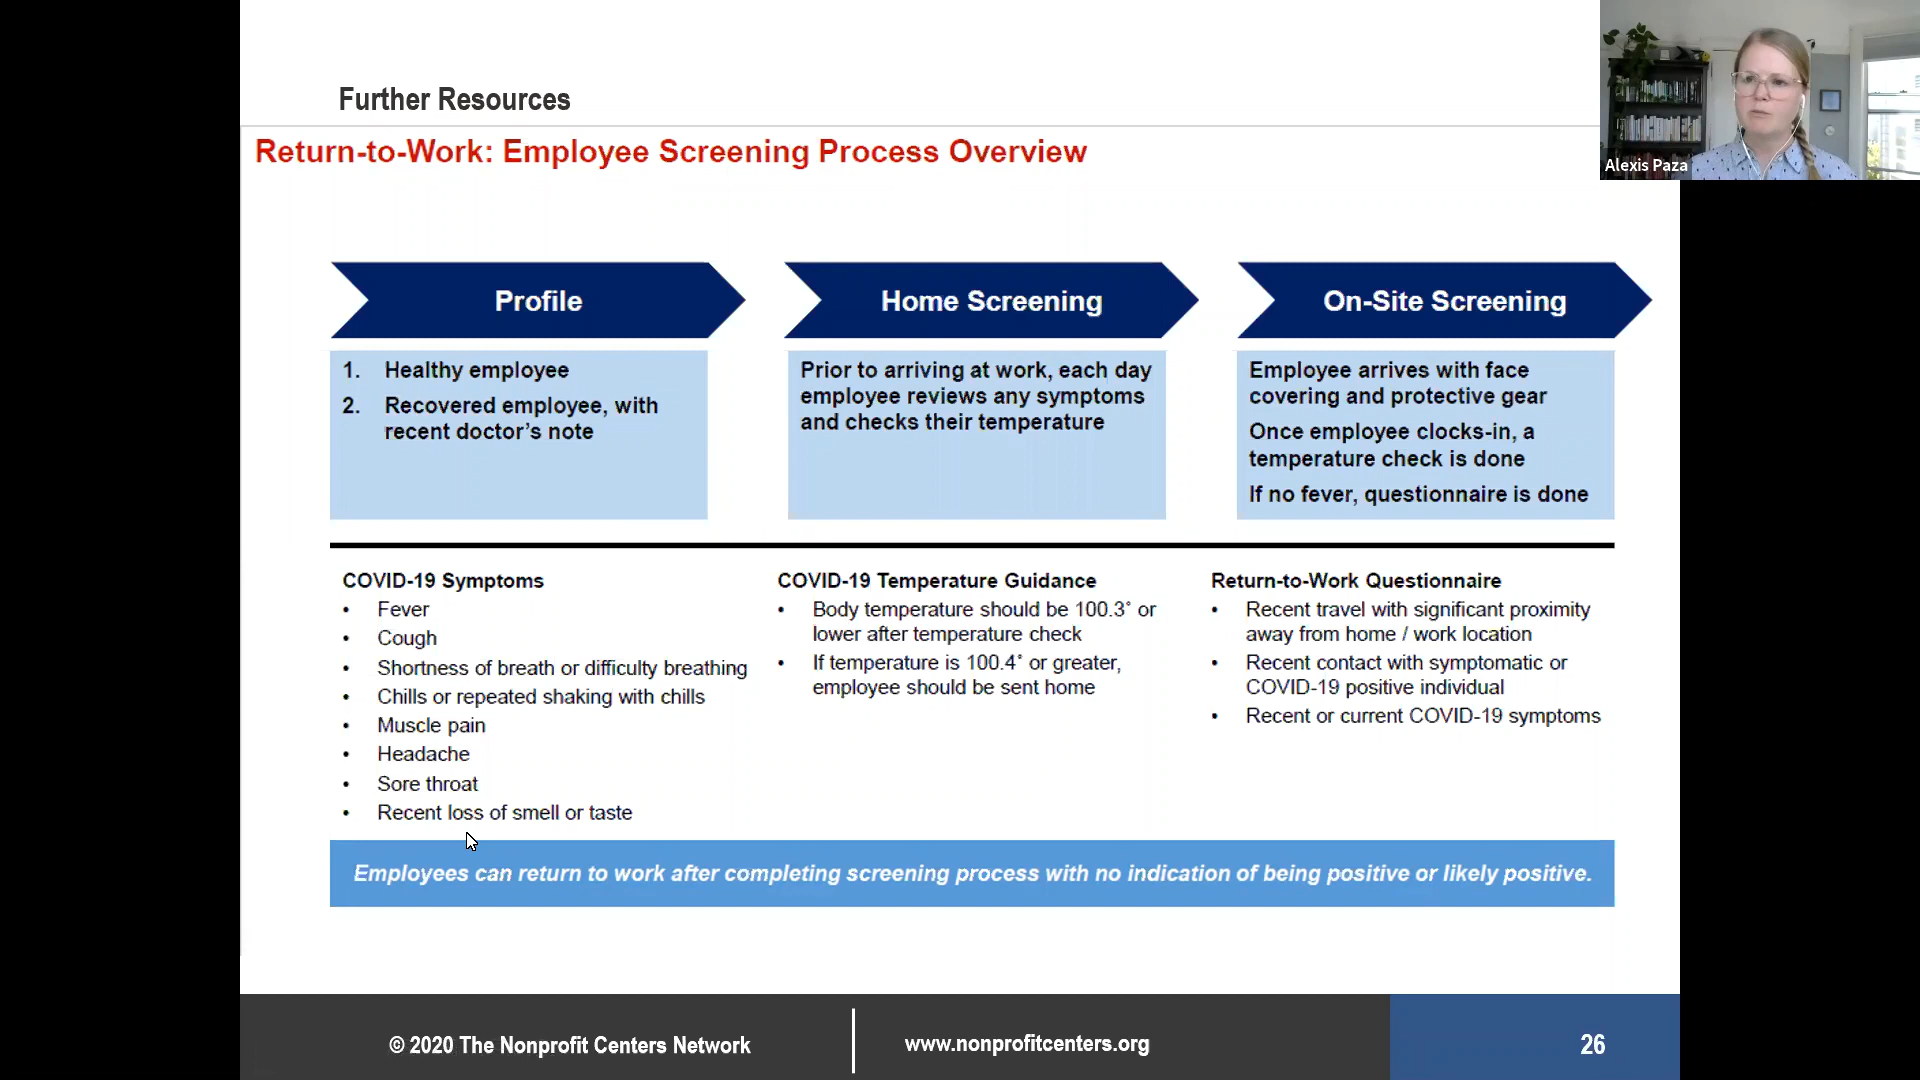 Further Resources
Alexis Paza
Return-to-Work: Employee Screening Process Overview
Profile
1. Healthy employee
2. Recovered employee, with
recent doctor's note
Home Screening
Prior to arriving at work, each day
employee reviews any symptoms
and checks their temperature
On-Site Screening
Employee arrives with face
covering and protective gear
Once employee clocks-in, a
temperature check is done
If no fever, questionnaire is done
COVID-19 Symptoms
• Fever
• Cough
• Shortness of breath or difficulty breathing
• Chills or repeated shaking with chills
• Muscle pain
• Headache
• Sore throat
• Recent loss of smell or taste
COVID-19 Temperature Guidance
• Body temperature should be 100.3˚ or
lower after temperature check
• If temperature is 100.4˚ or greater,
employee should be sent home
Return-to-Work Questionnaire
• Recent travel with significant proximity
away from home / work location
• Recent contact with symptomatic or
COVID-19 positive individual
• Recent or current COVID-19 symptoms
Employees can return to work after completing screening process with no indication of being positive or likely positive.
© 2020 The Nonprofit Centers Network
www.nonprofitcenters.org
26